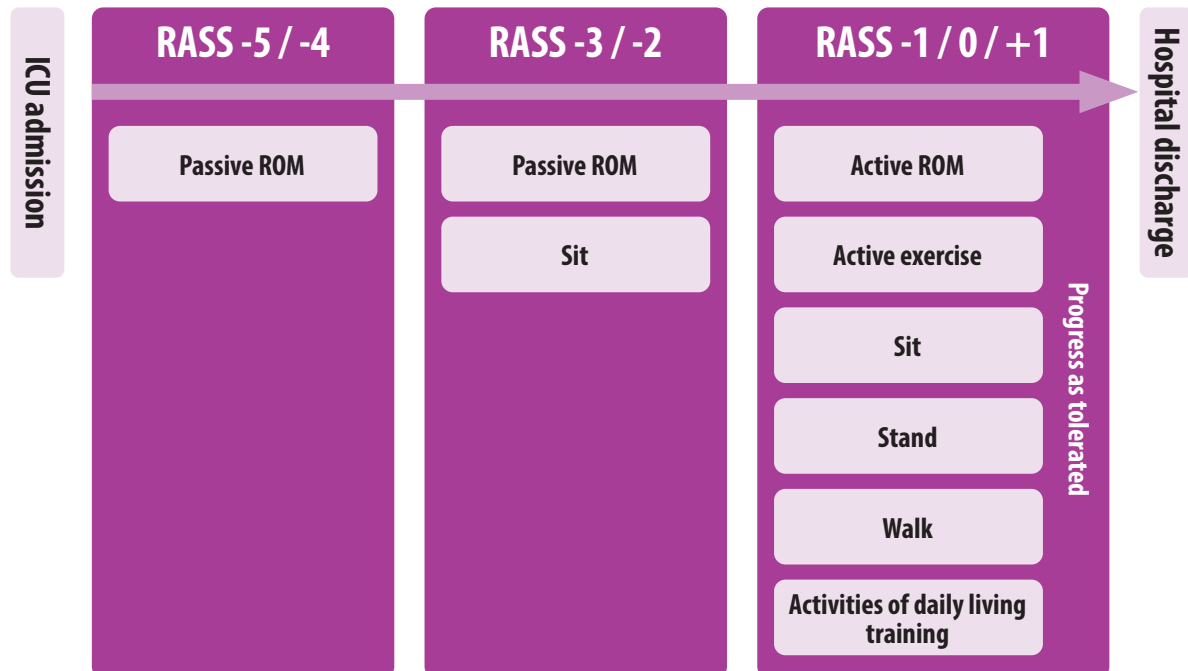 ICU admission
RASS -5 / -4
Passive ROM
RASS -3 / -2
Passive ROM
Sit
RASS -1 / 0 / +1
Active ROM
Active exercise
Sit
Stand
Walk
Activities of daily living
training
Progress as tolerated
Hospital discharge